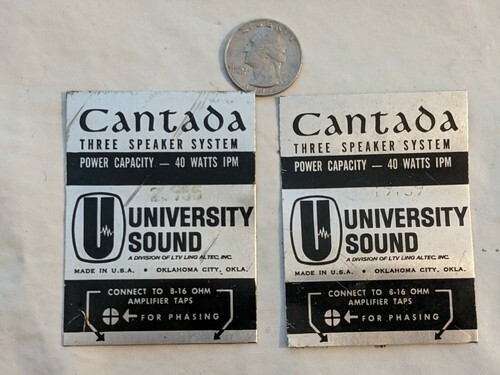 Cantada
THREE SPEAKER SYSTEM
POWER CAPACITY — 40 WATTS IPM
U UNIVERSITY
SOUND
A DIVISION OF LTV LING ALTEC, INC.
MADE IN U.S.A. • OKLAHOMA CITY, OKLA.
CONNECT TO 8-16 OHM
AMPLIFIER TAPS
FOR PHASING
Cantada
THREE SPEAKER SYSTEM
POWER CAPACITY — 40 WATTS IPM
U UNIVERSITY
SOUND
A DIVISION OF LTV LING ALTEC, INC.
MADE IN U.S.A. • OKLAHOMA CITY, OKLA.
CONNECT TO 8-16 OHM
AMPLIFIER TAPS
FOR PHASING